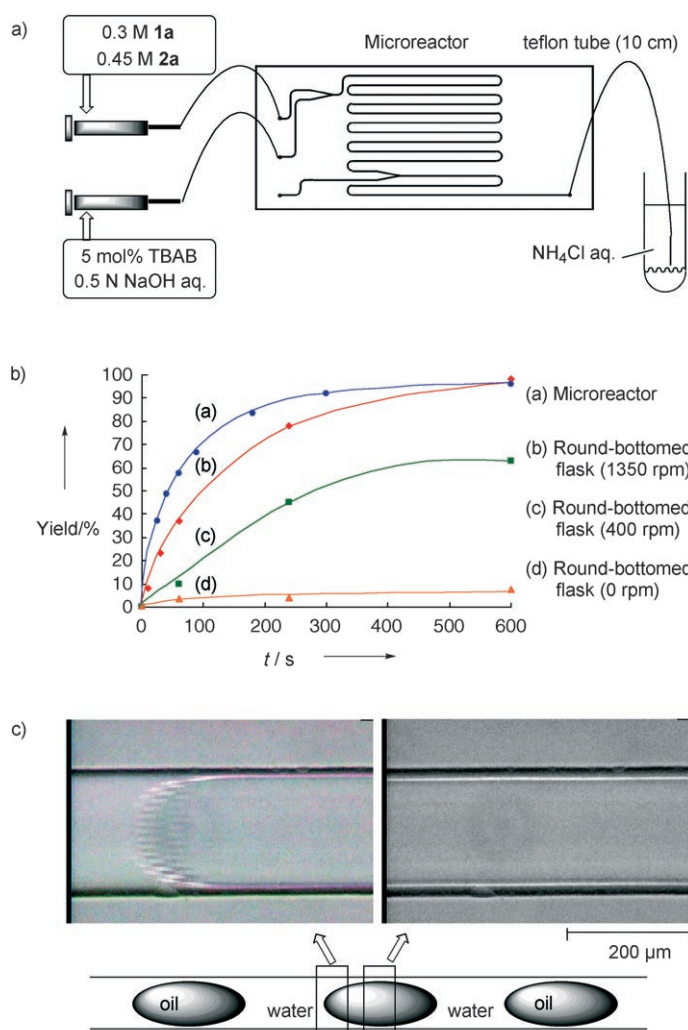 a)
0.3 M 1a
0.45 M 2a
Microreactor
teflon tube (10 cm)
5 mol% TBAB
0.5 N NaOH aq.
NH₄Cl aq.
b)
100
90
80
70
60
50
40
30
20
10
0
Yield/%
(a)
(b)
(c)
(d)
0
100
200
300
400
500
600
t / s
(a) Microreactor
(b) Round-bottomed
flask (1350 rpm)
(c) Round-bottomed
flask (400 rpm)
(d) Round-bottomed
flask (0 rpm)
c)
200 µm
oil
water
water
oil